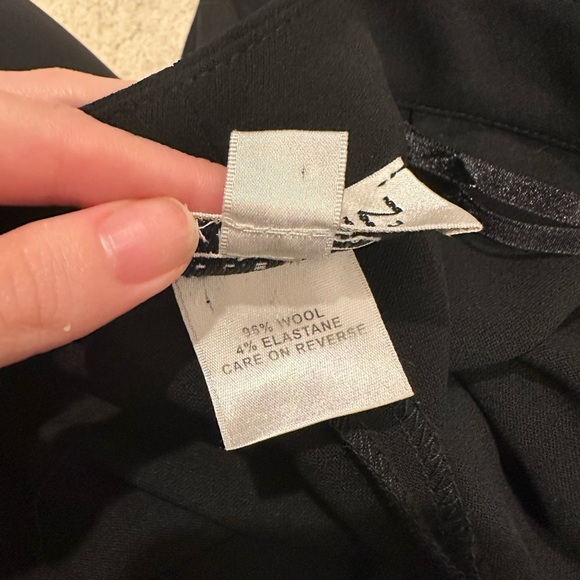 96% WOOL
4% ELASTANE
CARE ON REVERSE